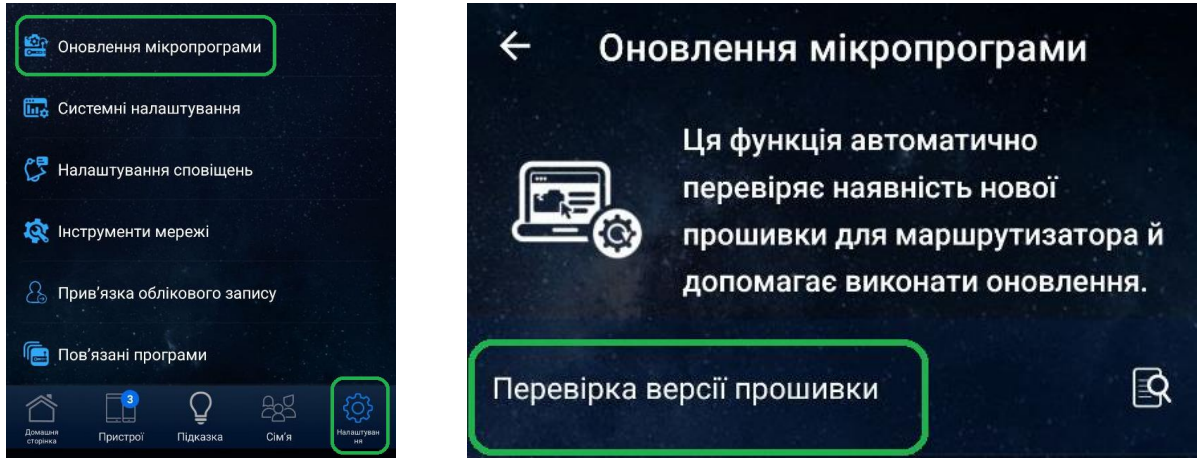 Оновлення мікропрограми
Системні налаштування
Налаштування сповіщень
Інструменти мережі
Прив’язка облікового запису
Пов’язані програми
3
Домашня
сторінка
Пристрої
Підказка
Сім’я
Налаштуван
ня
Оновлення мікропрограми
Ця функція автоматично
перевіряє наявність нової
прошивки для маршрутизатора й
допомагає виконати оновлення.
Перевірка версії прошивки